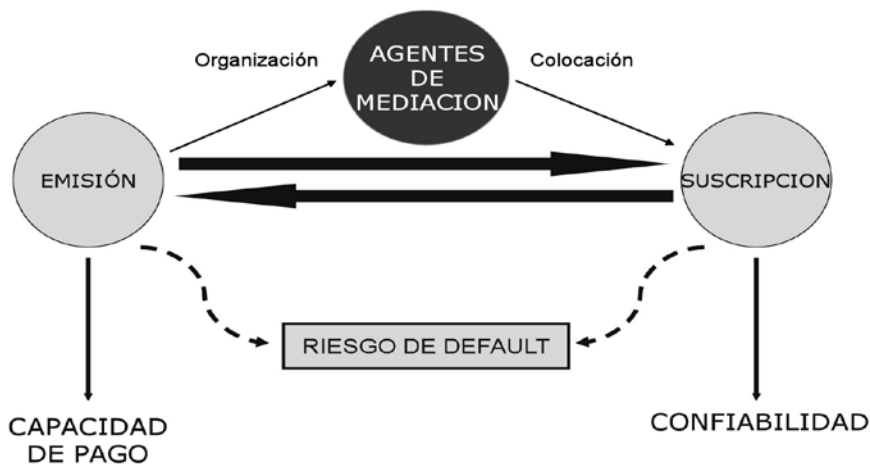 Organización
AGENTES
DE
MEDIACION
Colocación
EMISIÓN
SUSCRIPCION
RIESGO DE DEFAULT
CAPACIDAD
DE PAGO
CONFIABILIDAD